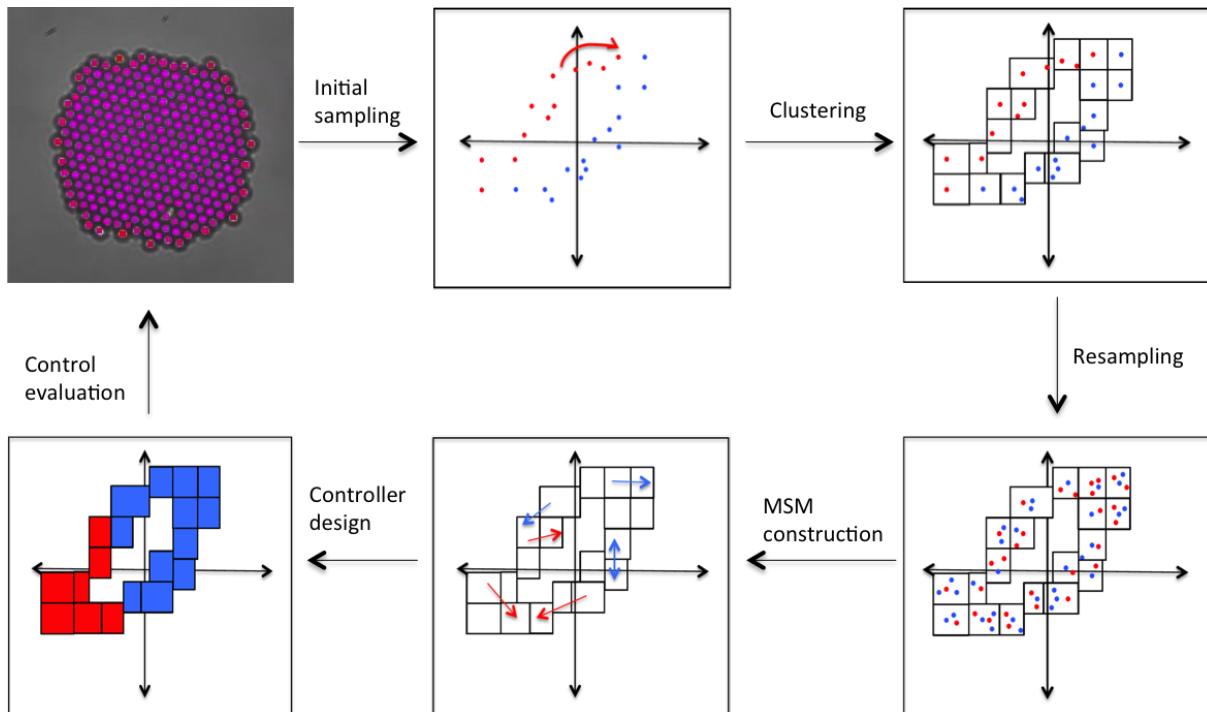 Initial
sampling
Clustering
Resampling
MSM
construction
Controller
design
Control
evaluation